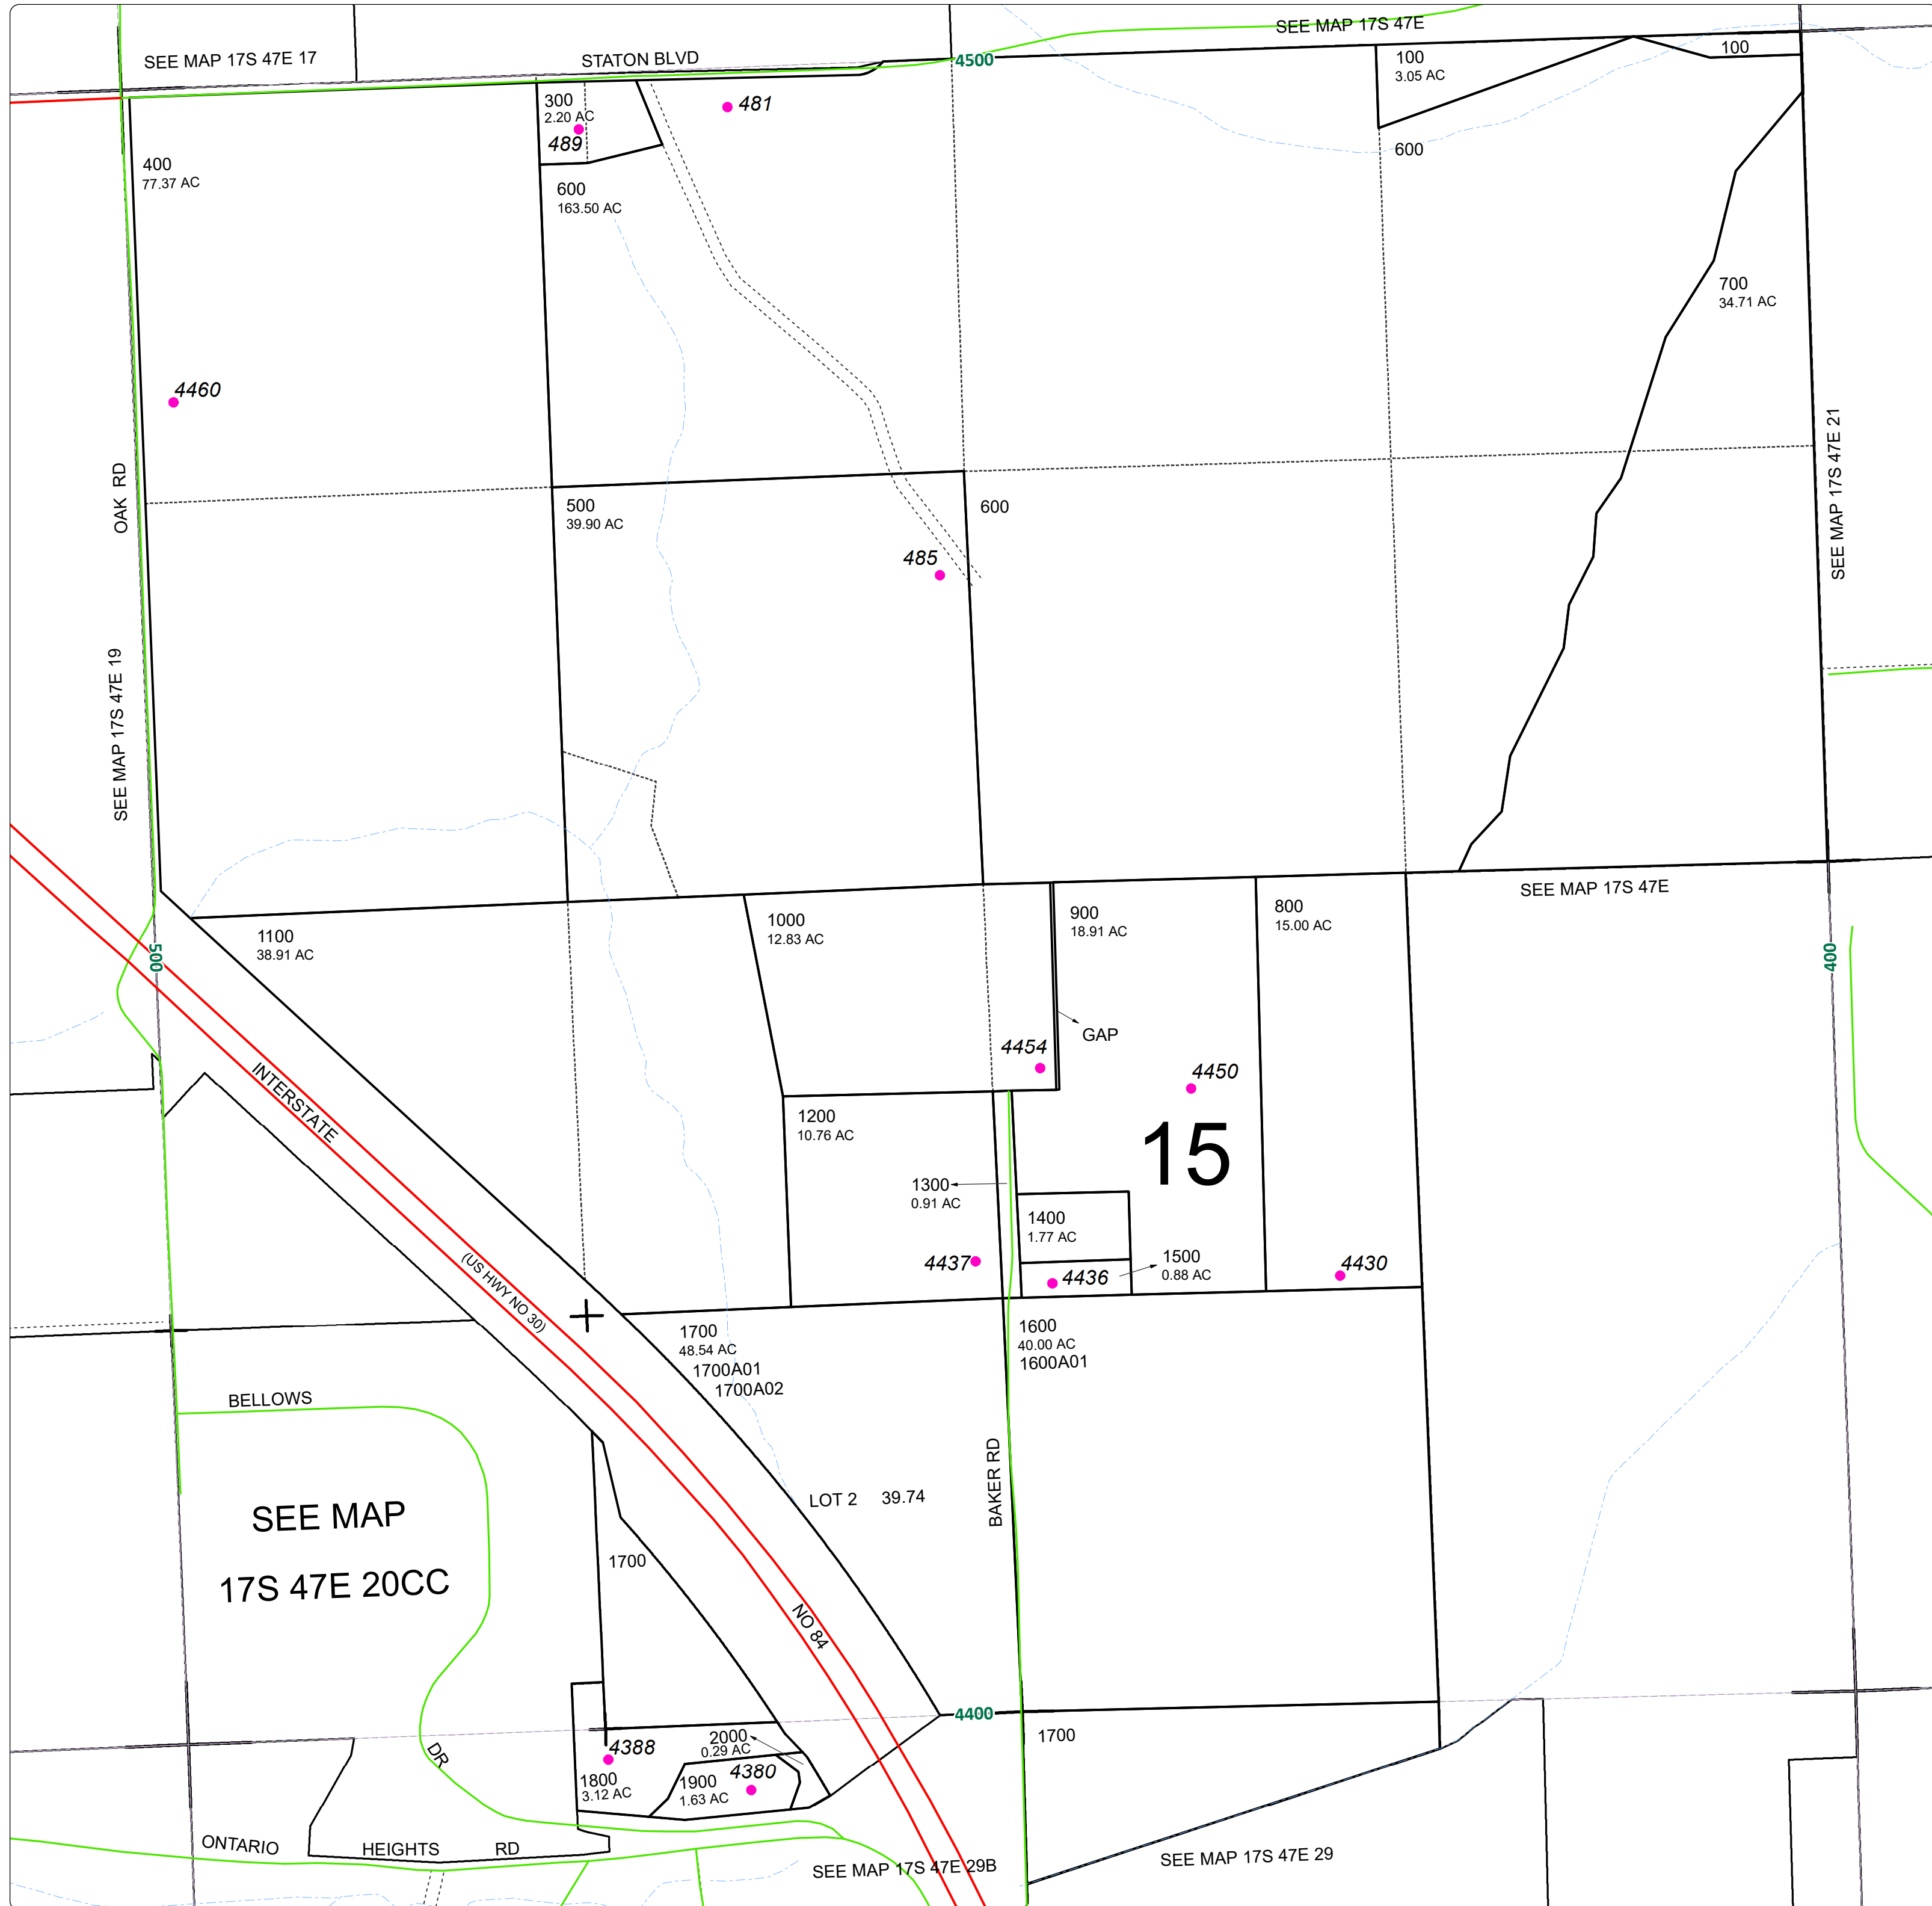 SEE MAP 17S 47E
SEE MAP 17S 47E 17
STATON BLVD
4500
100
3.05 AC
100
300
2.20 AC
489
481
400
77.37 AC
600
163.50 AC
600
700
34.71 AC
4460
OAK RD
SEE MAP 17S 47E 19
SEE MAP 17S 47E 21
500
39.90 AC
600
485
SEE MAP 17S 47E
1100
38.91 AC
1000
12.83 AC
900
18.91 AC
800
15.00 AC
500
400
GAP
4454
4450
INTERSTATE
1200
10.76 AC
15
1300
0.91 AC
1400
1.77 AC
1500
0.88 AC
4437
4436
4430
(US HWY NO 30)
1700
48.54 AC
1700A01
1700A02
1600
40.00 AC
1600A01
BELLOWS
BAKER RD
LOT 2 39.74
SEE MAP
17S 47E 20CC
1700
NO 84
4400
1700
2000
0.29 AC
4388
4380
DR
1800
3.12 AC
1900
1.63 AC
ONTARIO HEIGHTS RD
SEE MAP 17S 47E 29B
SEE MAP 17S 47E 29